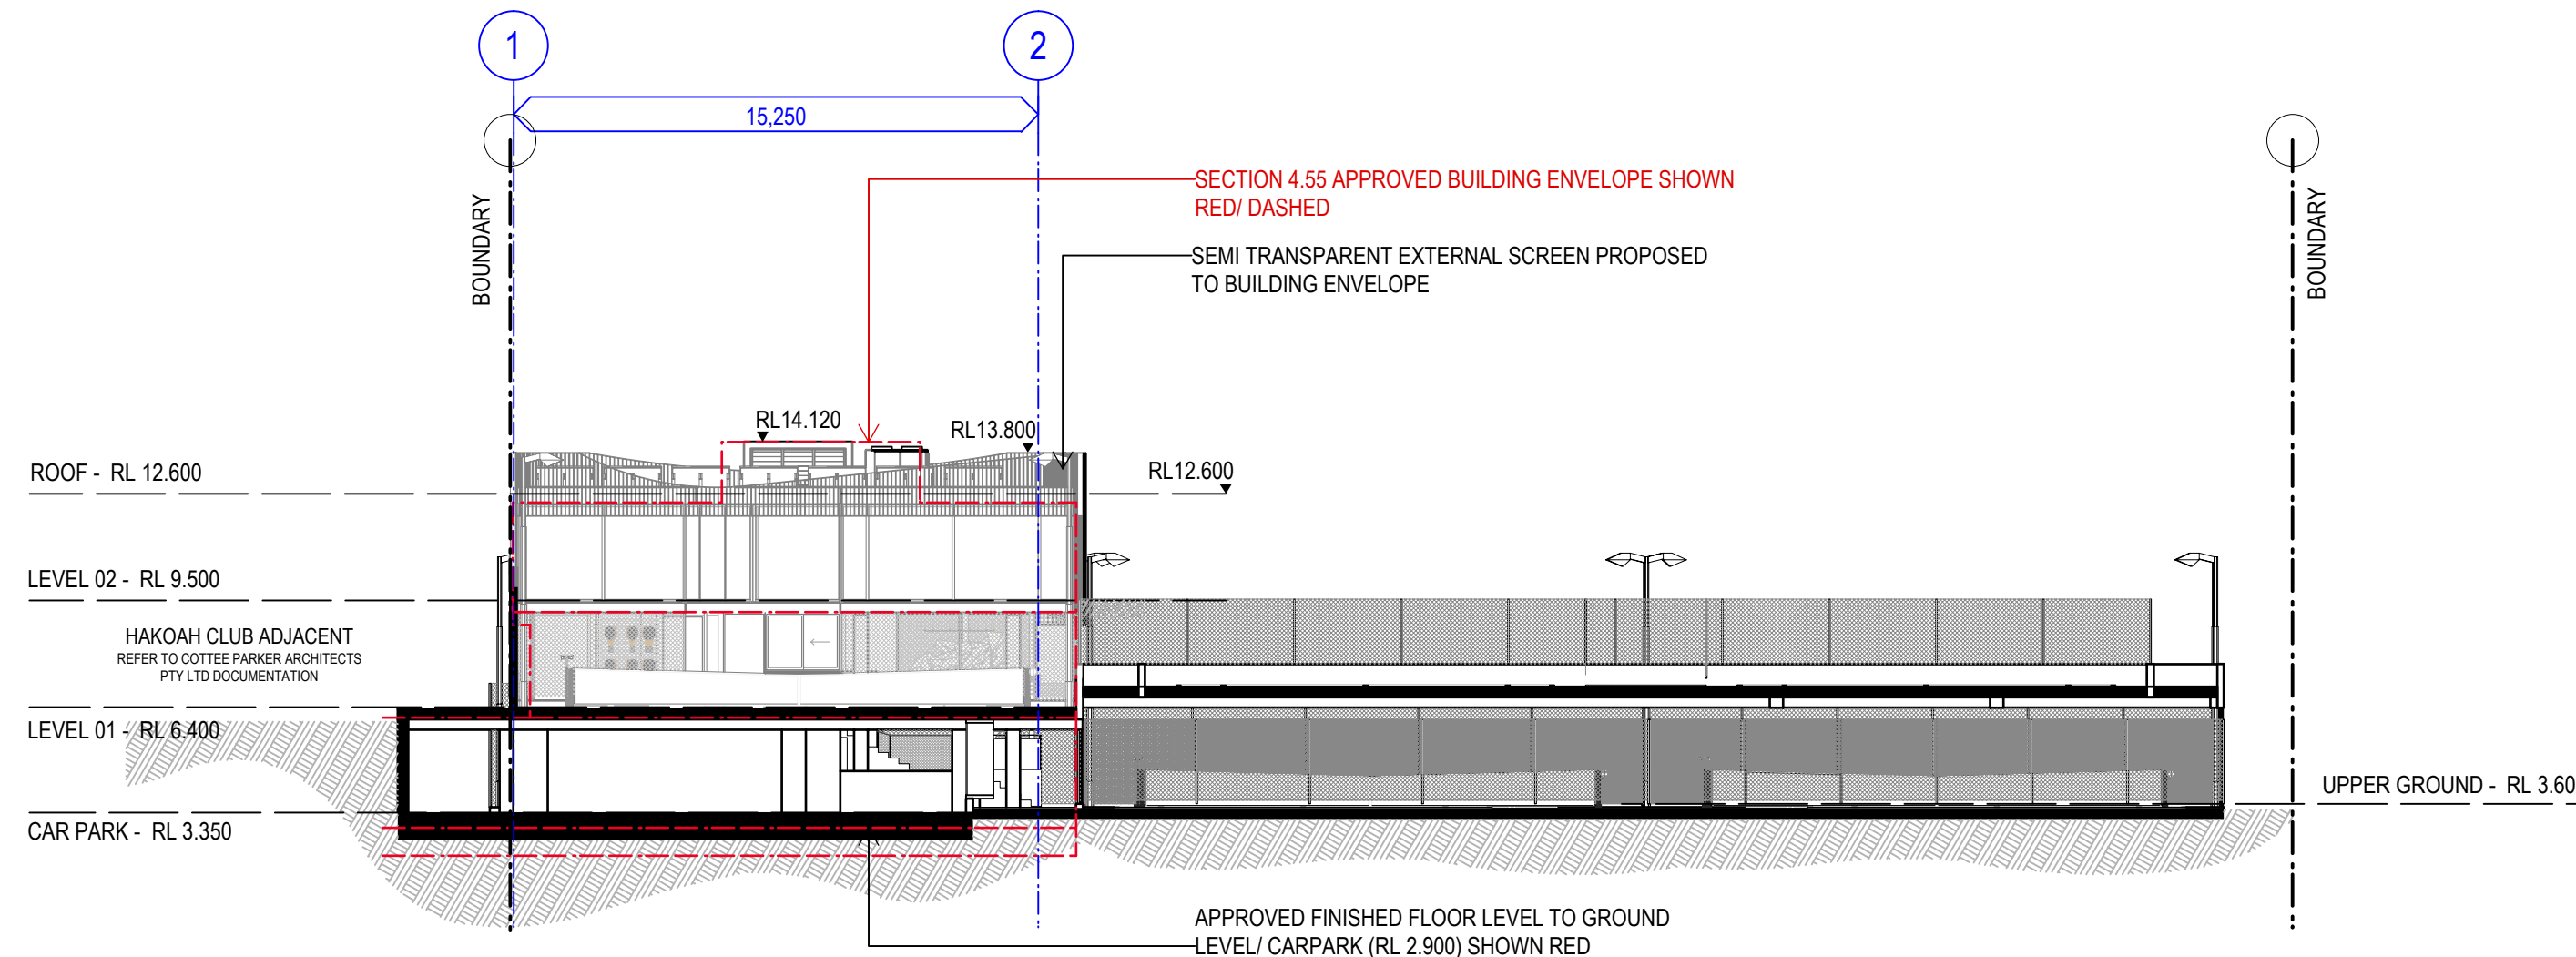 1
2
15,250
BOUNDARY
BOUNDARY
SECTION 4.55 APPROVED BUILDING ENVELOPE SHOWN
RED/ DASHED
SEMI TRANSPARENT EXTERNAL SCREEN PROPOSED
TO BUILDING ENVELOPE
RL14.120
RL13.800
ROOF - RL 12.600
RL12.600
LEVEL 02 - RL 9.500
HAKOAH CLUB ADJACENT
REFER TO COTTEE PARKER ARCHITECTS
PTY LTD DOCUMENTATION
LEVEL 01 - RL 6.400
UPPER GROUND - RL 3.60
CAR PARK - RL 3.350
APPROVED FINISHED FLOOR LEVEL TO GROUND
LEVEL/ CARPARK (RL 2.900) SHOWN RED